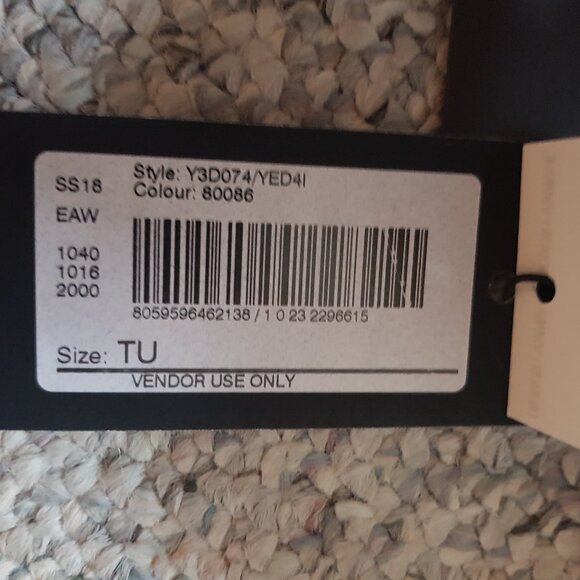 SS18
EAW
1040
1016
2000
Style: Y3D074/YED4I
Colour: 80086
8059596462138 / 1 0 23 2296615
Size: TU
VENDOR USE ONLY